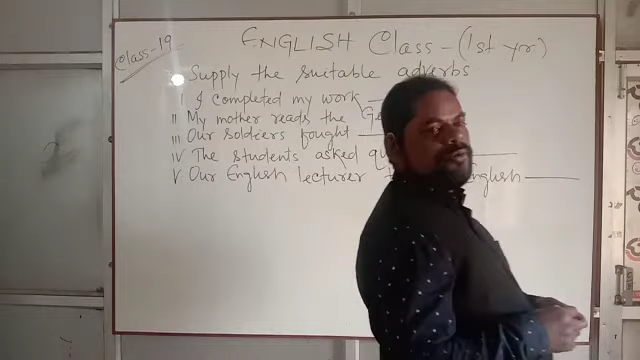 Class-19
ENGLISH Class - (1st yr)
Supply the suitable adverbs
I I completed my work
II My mother reads the
III Our soldiers fought
IV The students asked
V Our English lecturer English